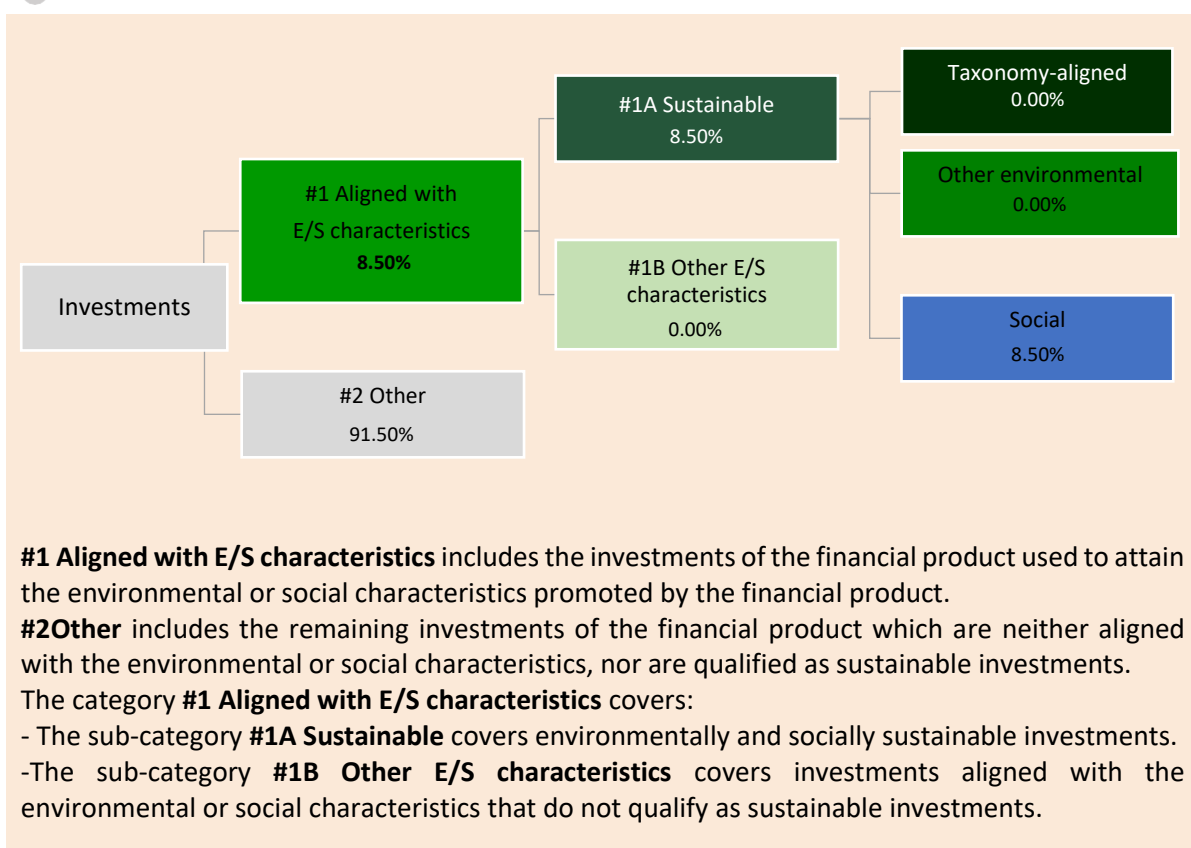 Investments
#1 Aligned with
E/S characteristics
8.50%
#2 Other
91.50%
#1A Sustainable
8.50%
#1B Other E/S
characteristics
0.00%
Taxonomy-aligned
0.00%
Other environmental
0.00%
Social
8.50%
#1 Aligned with E/S characteristics includes the investments of the financial product used to attain
the environmental or social characteristics promoted by the financial product.
#2Other includes the remaining investments of the financial product which are neither aligned
with the environmental or social characteristics, nor are qualified as sustainable investments.
The category #1 Aligned with E/S characteristics covers:
- The sub-category #1A Sustainable covers environmentally and socially sustainable investments.
-The sub-category #1B Other E/S characteristics covers investments aligned with the
environmental or social characteristics that do not qualify as sustainable investments.